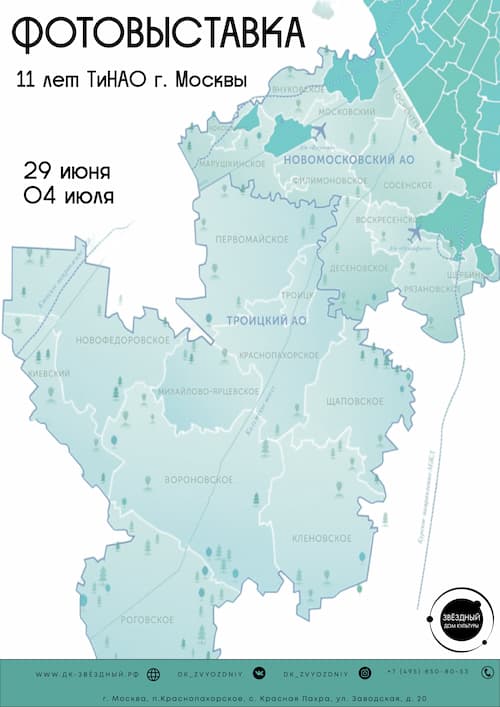 ФОТОВЫСТАВКА
11 лет ТиНАО г. Москвы
29 июня
04 июля
ВНУКОВСКОЕ
МОСКОВСКИЙ
МАРУШКИНСКОЕ
НОВОМОСКОВСКИЙ АО
ФИЛИМОНОВСКОЕ
СОСЕНСКОЕ
ВОСКРЕСЕНСКОЕ
ПЕРВОМАЙСКОЕ
ДЕСЕНОВСКОЕ
РЯЗАНОВСКОЕ
ЩЕРБИН
ТРОИЦК
ТРОИЦКИЙ АО
НОВОФЕДОРОВСКОЕ
КРАСНОПАХОРСКОЕ
КИЕВСКИЙ
МИХАЙЛОВО-ЯРЦЕВСКОЕ
ЩАПОВСКОЕ
ВОРОНОВСКОЕ
КЛЕНОВСКОЕ
РОГОВСКОЕ
ЗВЁЗДНЫЙ
ДОМ КУЛЬТУРЫ
WWW.ДК-ЗВЁЗДНЫЙ.РФ DK_ZVYOZDNIY DK_ZVYOZDNIY +7 (495)-850-80-53
г. Москва, п.Краснопахорское, с. Красная Пахра, ул. Заводская, д. 20